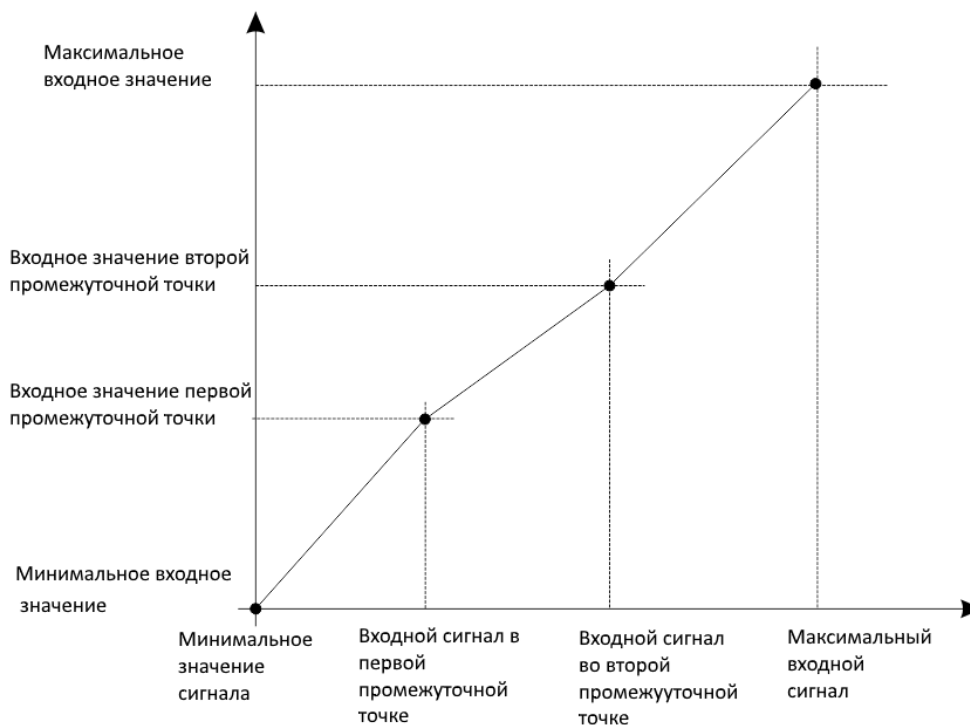 Максимальное
входное значение
Входное значение второй
промежуточной точки
Входное значение первой
промежуточной точки
Минимальное входное
значение
Минимальное
значение
сигнала
Входной сигнал в
первой
промежуточной
точке
Входной сигнал
во второй
промежууточной
точке
Максимальный
входной
сигнал